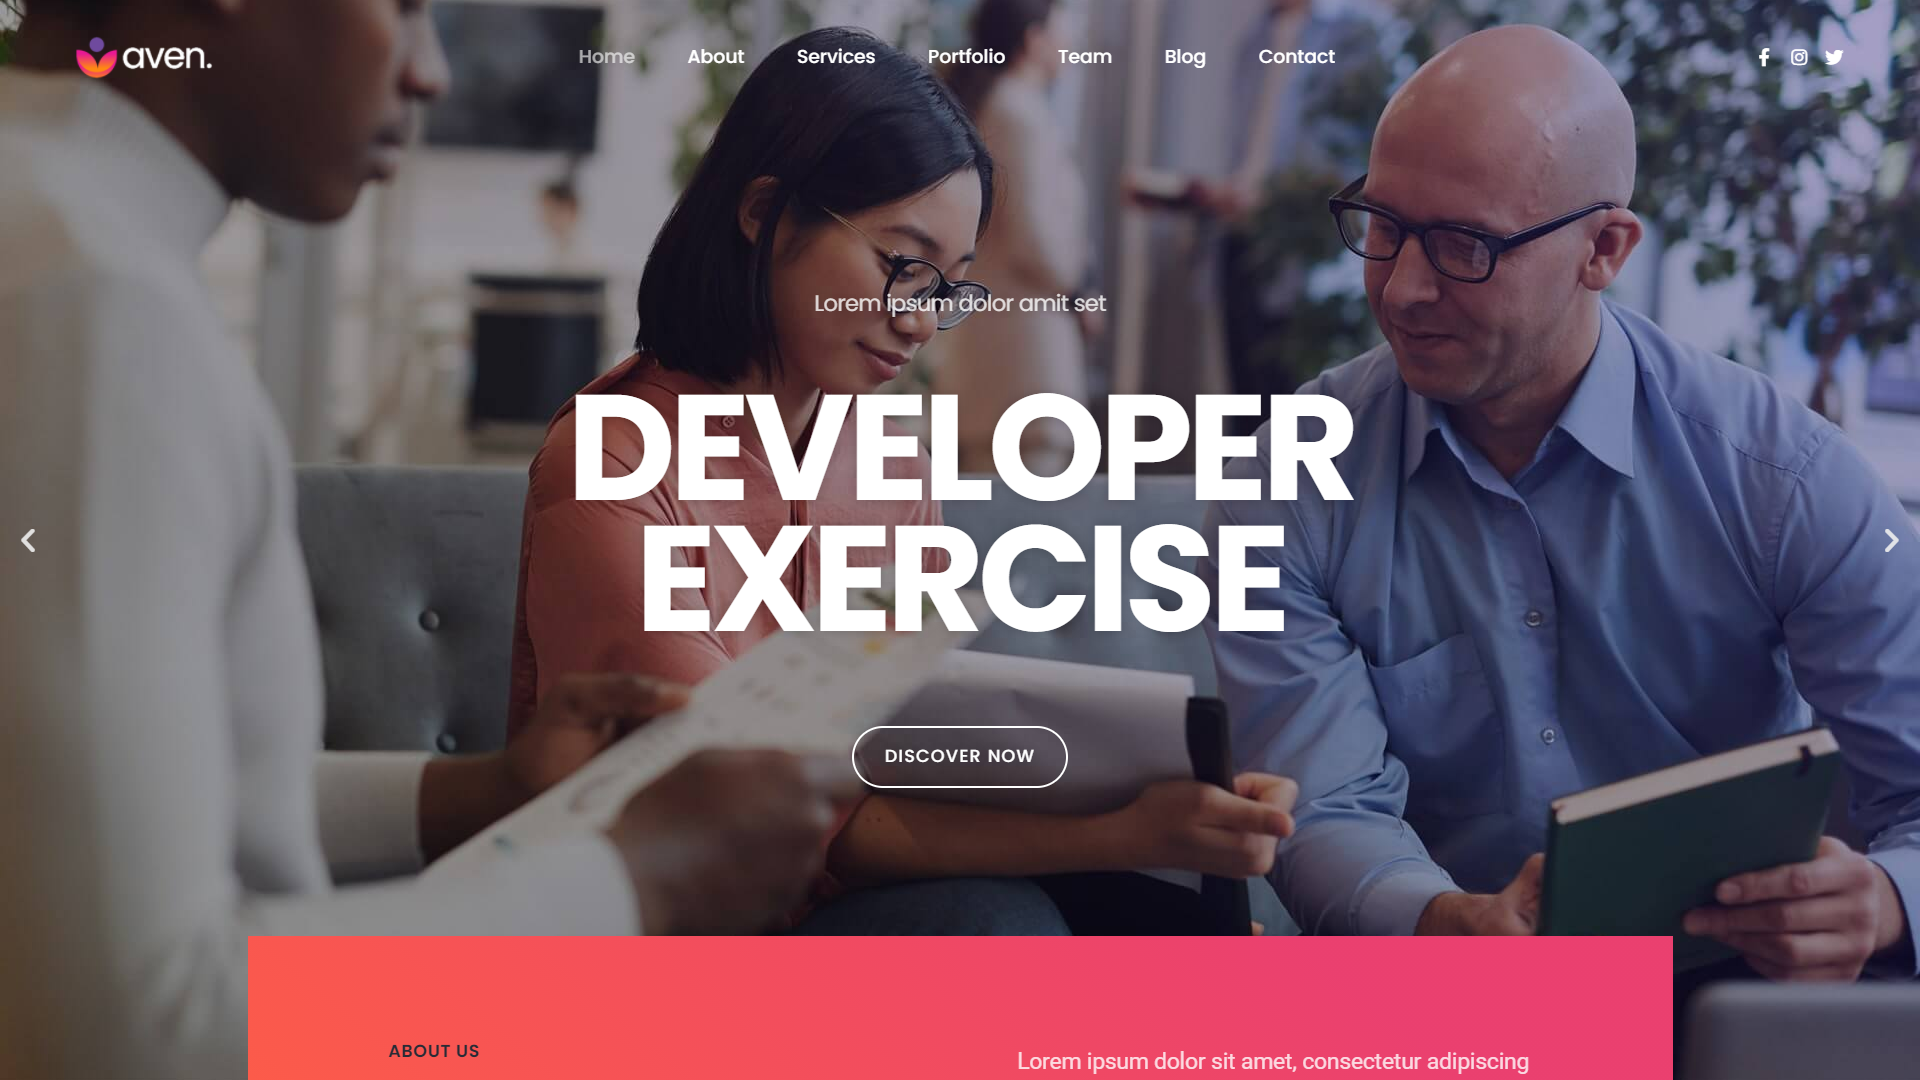 aven.
Home About Services Portfolio Team Blog Contact
Lorem ipsum dolor amit set
DEVELOPER
EXERCISE
DISCOVER NOW
ABOUT US
Lorem ipsum dolor sit amet, consectetur adipiscing